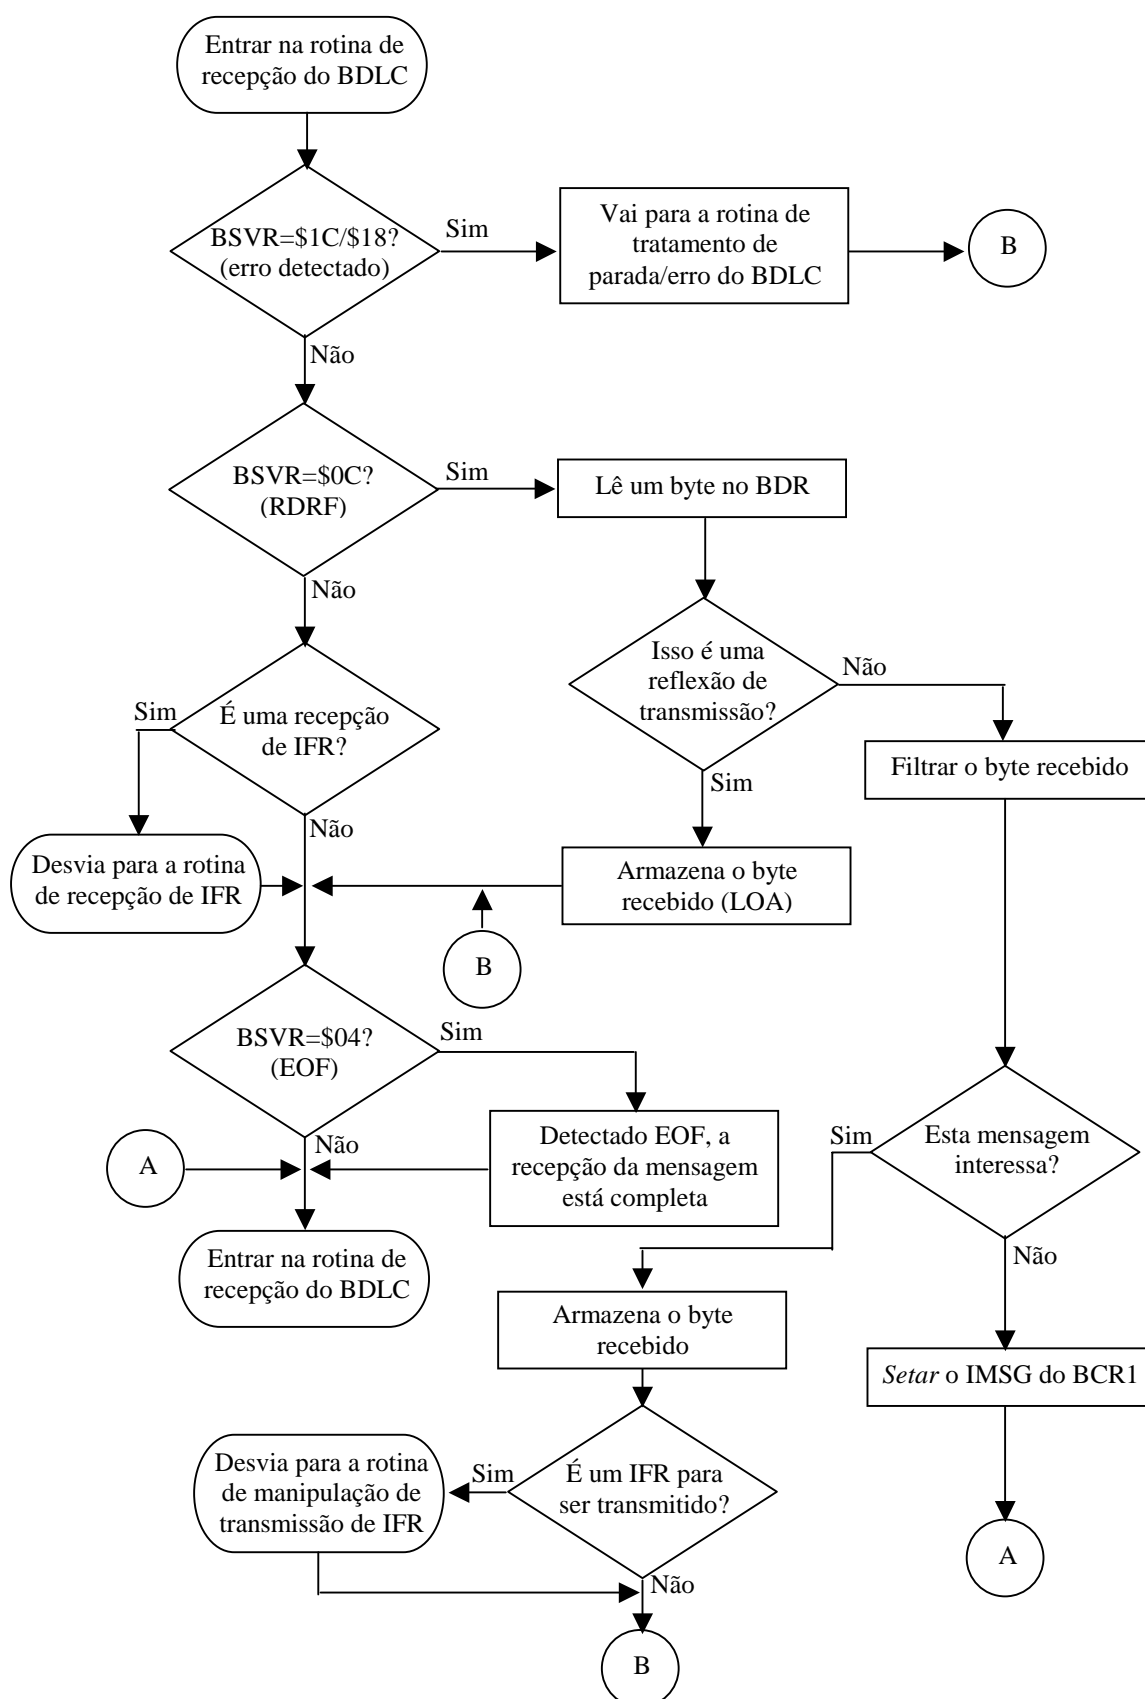 Entrar na rotina de
recepção do BDLC
BSVR=$1C/$18?
(erro detectado)
Sim
Vai para a rotina de
tratamento de
parada/erro do BDLC
B
Não
BSVR=$0C?
(RDRF)
Sim
Lê um byte no BDR
Não
Isso é uma
reflexão de
transmissão?
Não
Sim
É uma recepção
de IFR?
Sim
Filtrar o byte recebido
Não
Desvia para a rotina
de recepção de IFR
Armazena o byte
recebido (LOA)
B
BSVR=$04?
(EOF)
Sim
Não
Detectado EOF, a
recepção da mensagem
está completa
A
Entrar na rotina de
recepção do BDLC
Sim
Esta mensagem
interessa?
Não
Armazena o byte
recebido
Setar o IMSG do BCR1
Desvia para a rotina
de manipulação de
transmissão de IFR
Sim
É um IFR para
ser transmitido?
Não
A
B